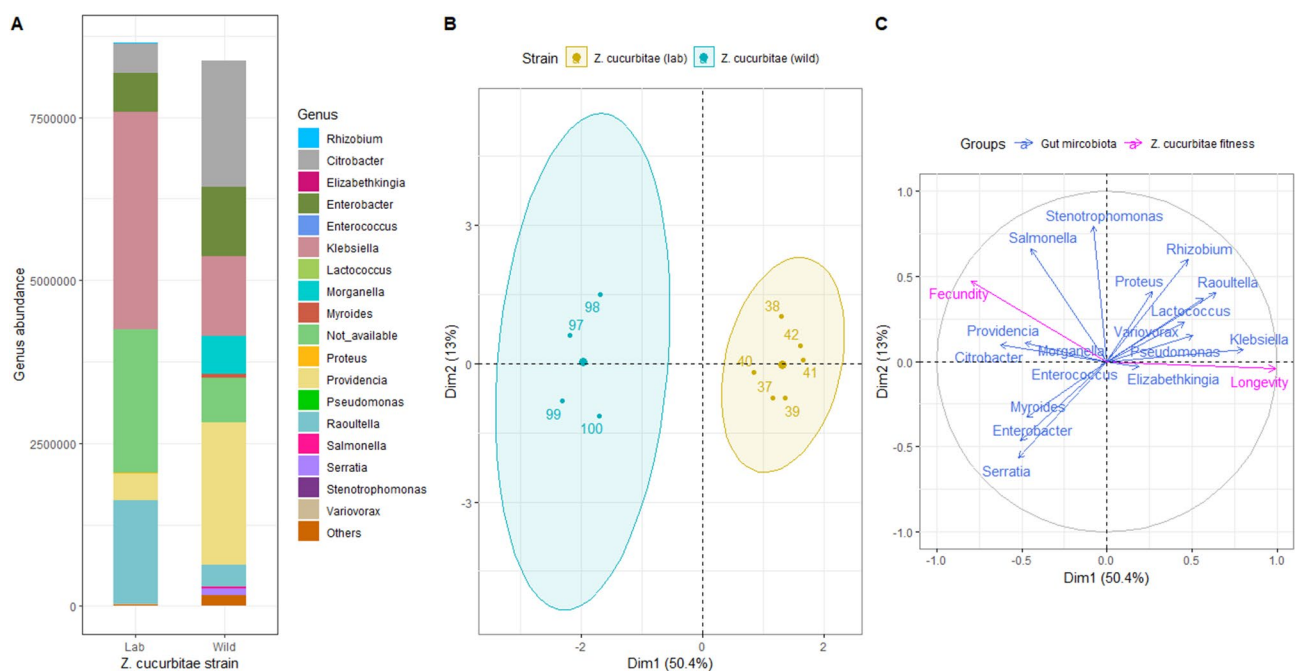 A
Genus abundance
7500000
5000000
2500000
0
Lab Wild
Z. cucurbitae strain
Genus
Rhizobium
Citrobacter
Elizabethkingia
Enterobacter
Enterococcus
Klebsiella
Lactococcus
Morganella
Myroides
Not_available
Proteus
Providencia
Pseudomonas
Raoultella
Salmonella
Serratia
Stenotrophomonas
Variovorax
Others
B
Strain a Z. cucurbitae (lab) a Z. cucurbitae (wild)
Dim2 (13%)
3
0
-3
98
97
99
100
38
42
40
41
37
39
-2 0 2
Dim1 (50.4%)
C
Groups a Gut mircobiota a Z. cucurbitae fitness
Dim2 (13%)
1.0
0.5
0.0
-0.5
-1.0
Stenotrophomonas
Salmonella
Rhizobium
Proteus
Raoultella
Fecundity
Lactococcus
Providencia
Variovorax
Klebsiella
Citrobacter
Morganella
Pseudomonas
Enterococcus
Elizabethkingia
Longevity
Myroides
Enterobacter
Serratia
-1.0 -0.5 0.0 0.5 1.0
Dim1 (50.4%)